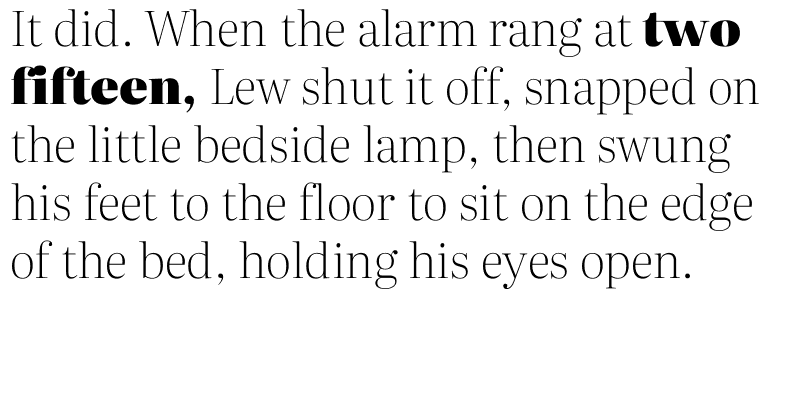 It did. When the alarm rang at two
fifteen, Lew shut it off, snapped on
the little bedside lamp, then swung
his feet to the floor to sit on the edge
of the bed, holding his eyes open.